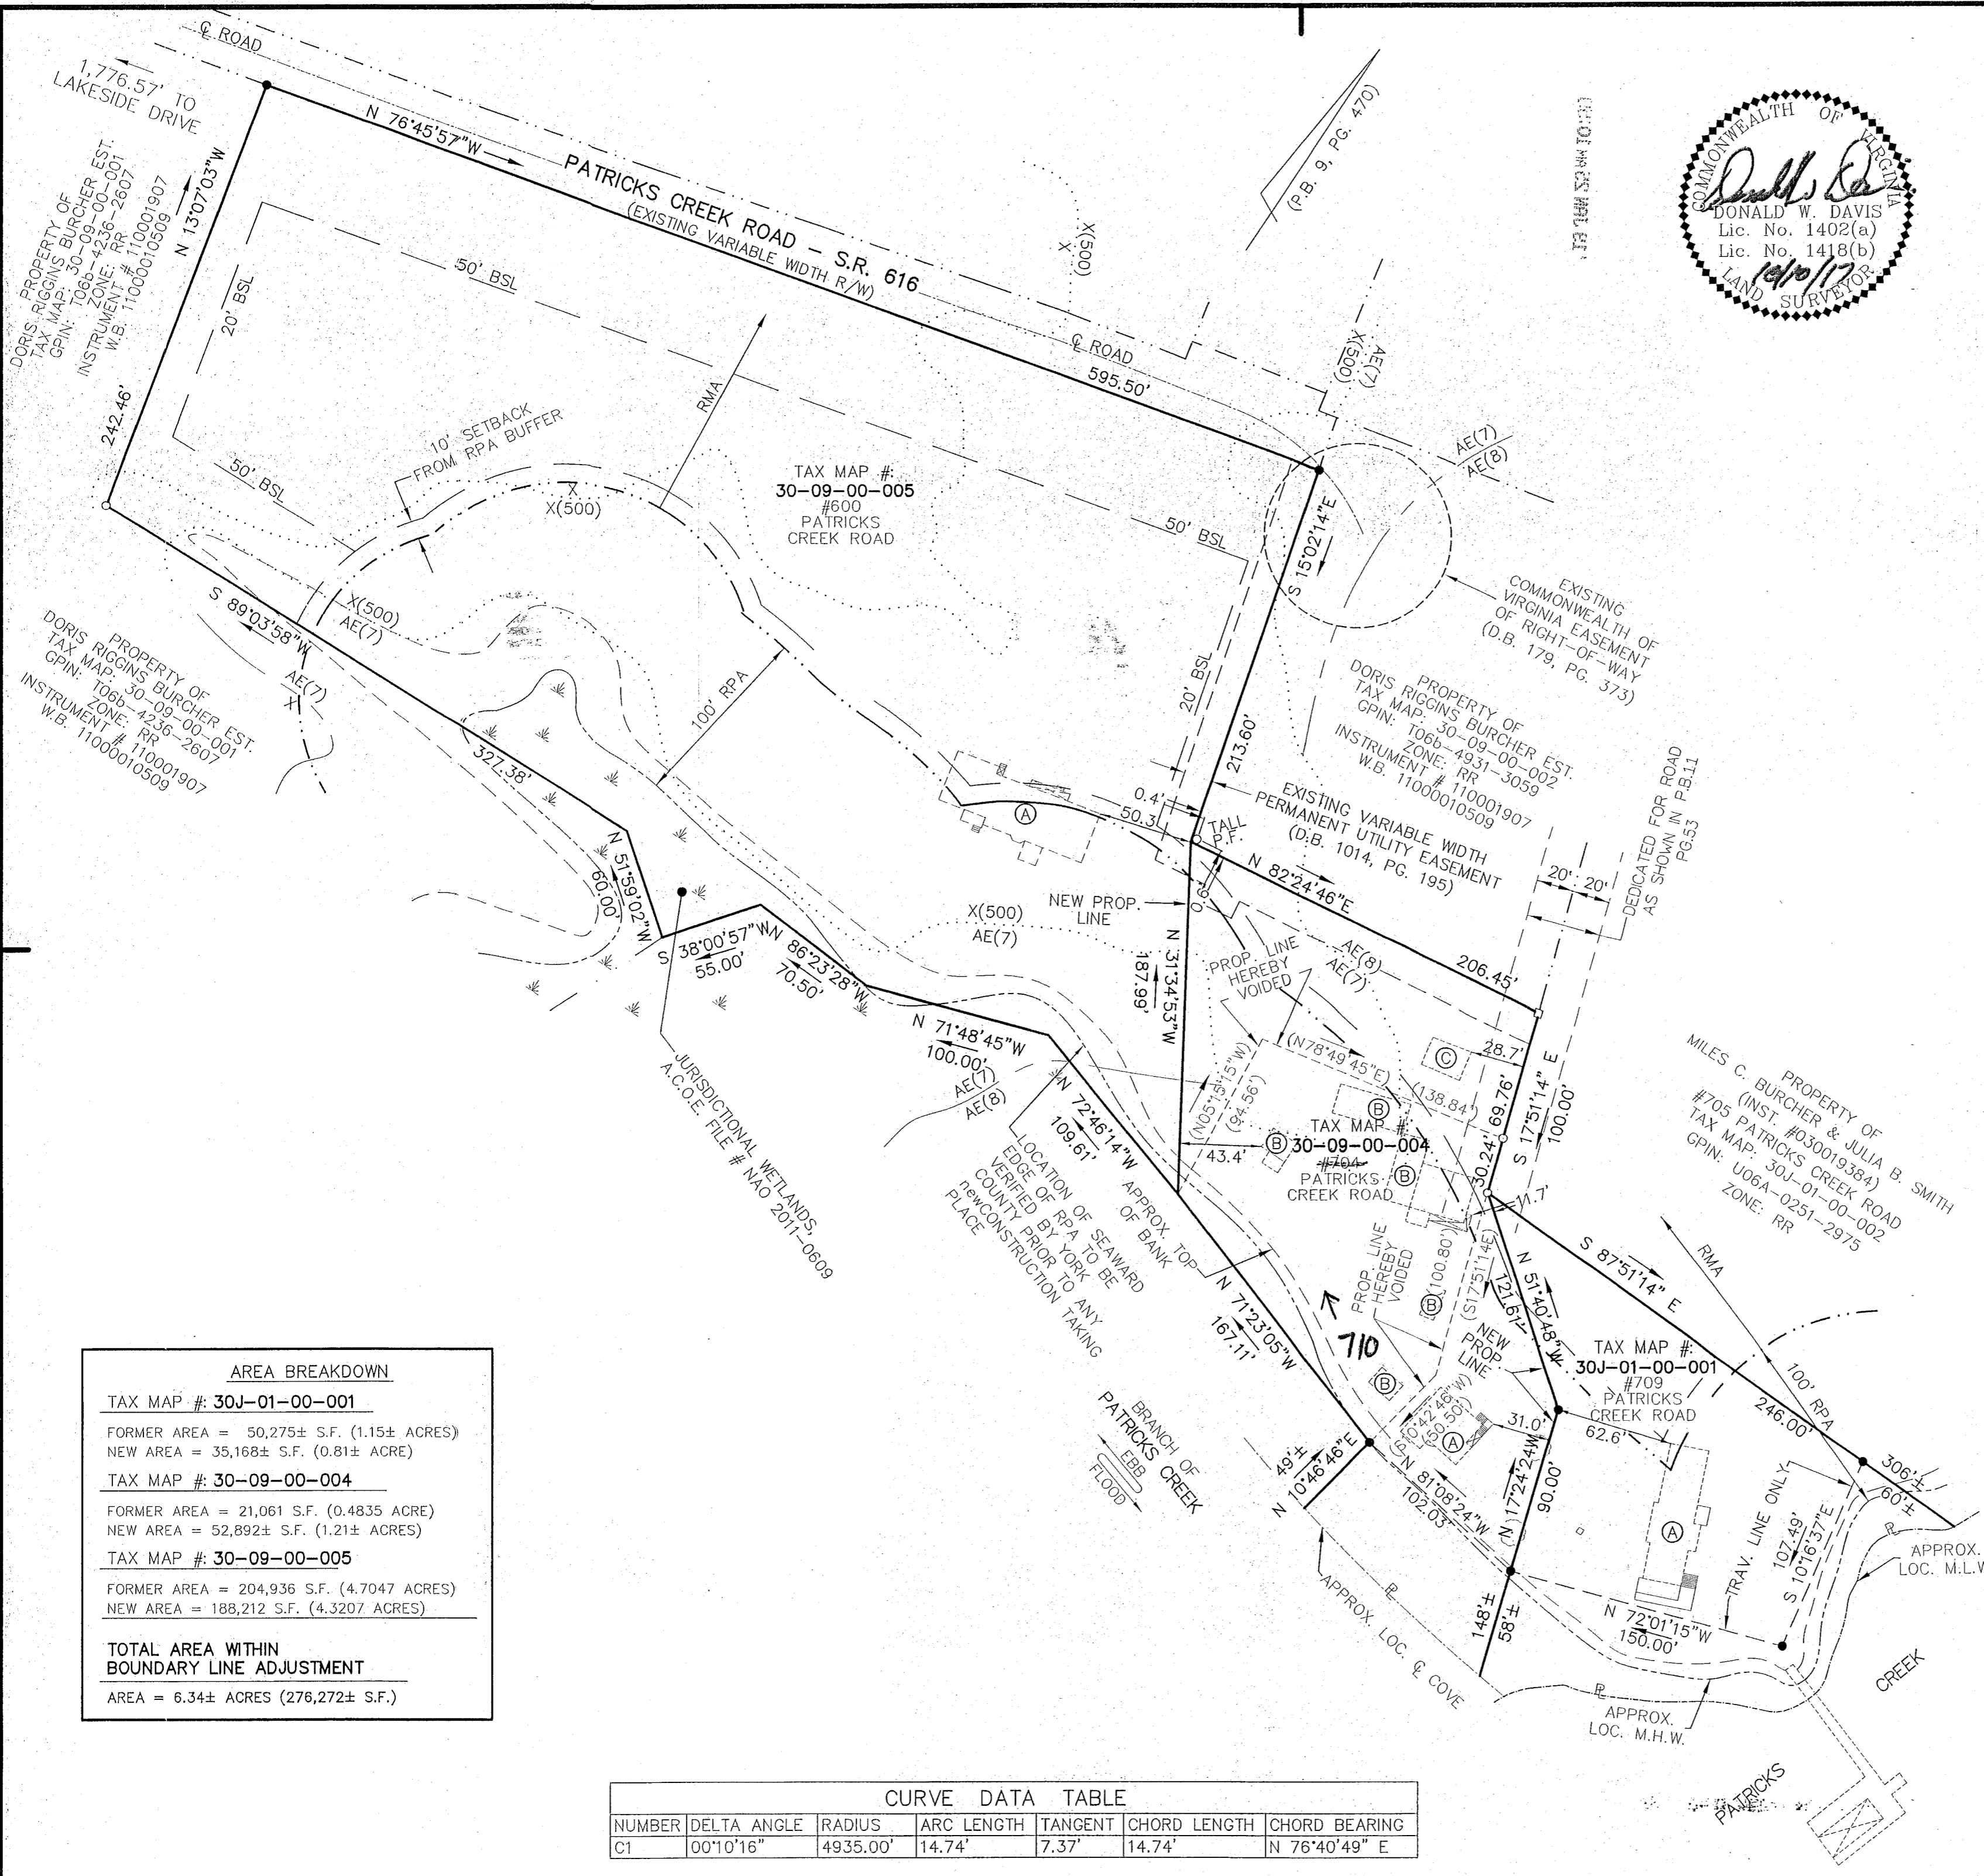 ℄ ROAD
1,776.57' TO
LAKESIDE DRIVE
N 76°45'57"W
PATRICKS CREEK ROAD – S.R. 616
(EXISTING VARIABLE WIDTH R/W)
℄ ROAD
595.50'
(P.B. 9, PG. 470)
COMMONWEALTH OF VIRGINIA
DONALD W. DAVIS
Lic. No. 1402(a)
Lic. No. 1418(b)
10/10/17
LAND SURVEYOR
PROPERTY OF
DORIS RIGGINS BURCHER EST.
TAX MAP: 30-09-00-001
GPIN: T06b-4236-2607
ZONE: RR
INSTRUMENT # 110001907
W.B. 11000010509
N 13°07'03"W
242.46'
20' BSL
50' BSL
50' BSL
10' SETBACK
FROM RPA BUFFER
RMA
X
X(500)
X(500)
X
X(500)
AE(7)
AE(7)
AE(8)
TAX MAP #:
30-09-00-005
#600
PATRICKS
CREEK ROAD
50' BSL
S 15°02'14"E
213.60'
20' BSL
EXISTING
COMMONWEALTH OF
VIRGINIA EASEMENT
OF RIGHT-OF-WAY
(D.B. 179, PG. 373)
PROPERTY OF
DORIS RIGGINS BURCHER EST.
TAX MAP: 30-09-00-002
GPIN: T06b-4931-3059
ZONE: RR
INSTRUMENT # 110001907
W.B. 11000010509
EXISTING VARIABLE WIDTH
PERMANENT UTILITY EASEMENT
(D.B. 1014, PG. 195)
DEDICATED FOR ROAD
AS SHOWN IN P.B.11
PG.53
20' 20'
S 89°03'58"W
327.38'
X(500)
AE(7)
AE(7)
X
PROPERTY OF
DORIS RIGGINS BURCHER EST.
TAX MAP: 30-09-00-001
GPIN: T06b-4236-2607
ZONE: RR
INSTRUMENT # 110001907
W.B. 11000010509
100' RPA
A
0.4'
50.3'
TALL
P.F.
0.6'
N 82°24'46"E
206.45'
NEW PROP.
LINE
X(500)
AE(7)
N 31°34'53"W
187.99'
PROP. LINE
HEREBY
VOIDED
AE(8)
AE(7)
N 51°59'02"W
60.00'
S 38°00'57"W
55.00'
N 86°23'28"W
70.50'
N 71°48'45"W
100.00'
AE(7)
AE(8)
N 72°46'14"W
109.61'
JURISDICTIONAL WETLANDS,
A.C.O.E. FILE # NAO 2011-0609
LOCATION OF SEAWARD
EDGE OF RPA TO BE
VERIFIED BY YORK
COUNTY PRIOR TO ANY
newCONSTRUCTION TAKING
PLACE
APPROX. TOP
OF BANK
(N05°15'15"W)
(94.56')
(N78°49'45"E)
(138.84')
C
28.7'
69.76'
30.24'
S 17°51'14" E
100.00'
B
B
B
TAX MAP #:
30-09-00-004
#704
PATRICKS
CREEK ROAD
43.4'
11.7'
PROPERTY OF
MILES C. BURCHER & JULIA B. SMITH
(INST. #030019384)
#705 PATRICKS CREEK ROAD
TAX MAP: 30J-01-00-002
GPIN: U06A-0251-2975
ZONE: RR
S 87°51'14" E
246.00'
RMA
100' RPA
PROP. LINE
HEREBY
VOIDED
(100.80')
(S17°51'14E)
B
N 51°40'48"W
121.61'
NEW
PROP.
LINE
710
B
N 71°23'05"W
167.11'
(50.50')
A
31.0'
TAX MAP #:
30J-01-00-001
#709
PATRICKS
CREEK ROAD
62.6'
BRANCH OF
PATRICKS CREEK
EBB
FLOOD
49'±
N 10°46'46"E
N 81°08'24"W
102.03'
(N)17°24'24W
90.00'
A
306'±
60'±
TRAV. LINE ONLY
107.49'
S 10°16'37"E
APPROX.
LOC. M.L.W
N 72°01'15"W
150.00'
148'±
58'±
APPROX. LOC. ℄ COVE
APPROX.
LOC. M.H.W.
PATRICKS
CREEK
AREA BREAKDOWN
TAX MAP #: 30J-01-00-001
FORMER AREA = 50,275± S.F. (1.15± ACRES)
NEW AREA = 35,168± S.F. (0.81± ACRE)
TAX MAP #: 30-09-00-004
FORMER AREA = 21,061 S.F. (0.4835 ACRE)
NEW AREA = 52,892± S.F. (1.21± ACRES)
TAX MAP #: 30-09-00-005
FORMER AREA = 204,936 S.F. (4.7047 ACRES)
NEW AREA = 188,212 S.F. (4.3207 ACRES)
TOTAL AREA WITHIN
BOUNDARY LINE ADJUSTMENT
AREA = 6.34± ACRES (276,272± S.F.)
CURVE DATA TABLE
NUMBER DELTA ANGLE RADIUS ARC LENGTH TANGENT CHORD LENGTH CHORD BEARING
C1 00°10'16" 4935.00' 14.74' 7.37' 14.74' N 76°40'49" E